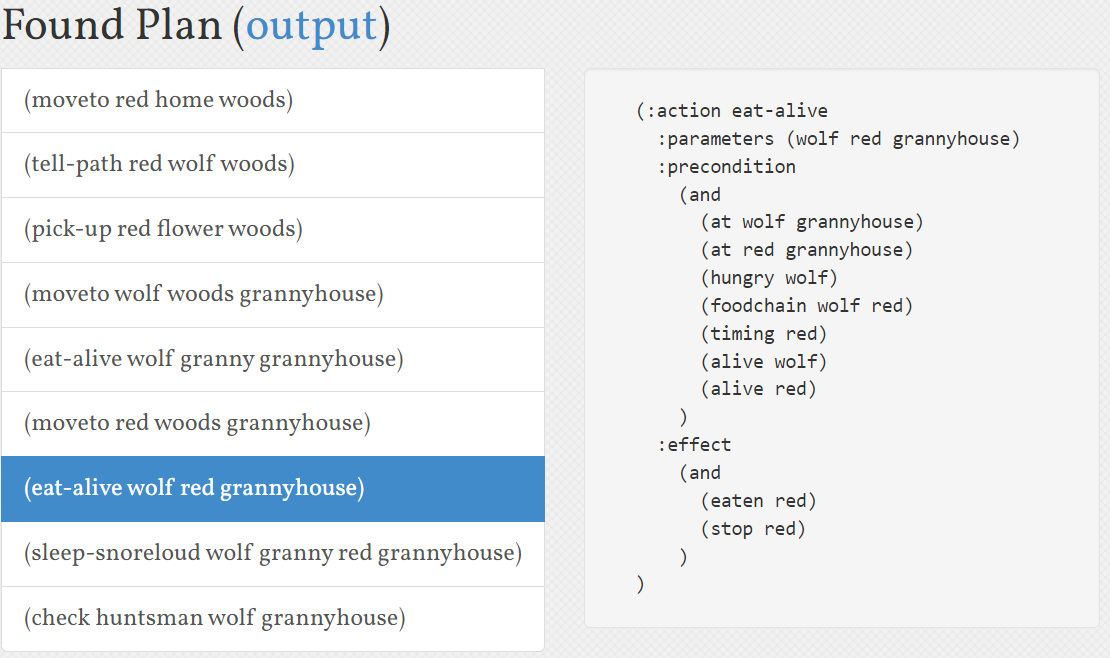 Found Plan (output)
(moveto red home woods)
(tell-path red wolf woods)
(pick-up red flower woods)
(moveto wolf woods grannyhouse)
(eat-alive wolf granny grannyhouse)
(moveto red woods grannyhouse)
(eat-alive wolf red grannyhouse)
(sleep-snoreloud wolf granny red grannyhouse)
(check huntsman wolf grannyhouse)
(:action eat-alive
:parameters (wolf red grannyhouse)
:precondition
(and
(at wolf grannyhouse)
(at red grannyhouse)
(hungry wolf)
(foodchain wolf red)
(timing red)
(alive wolf)
(alive red)
)
:effect
(and
(eaten red)
(stop red)
)
)